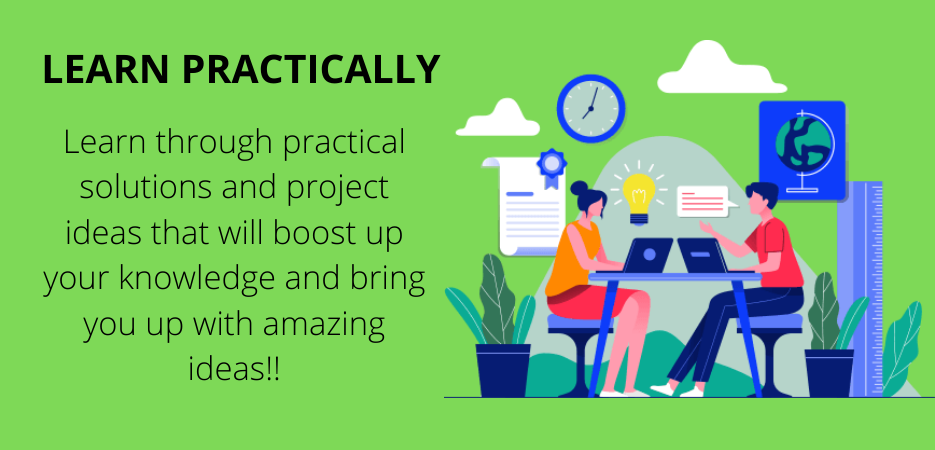 LEARN PRACTICALLY
Learn through practical
solutions and project
ideas that will boost up
your knowledge and bring
you up with amazing
ideas!!